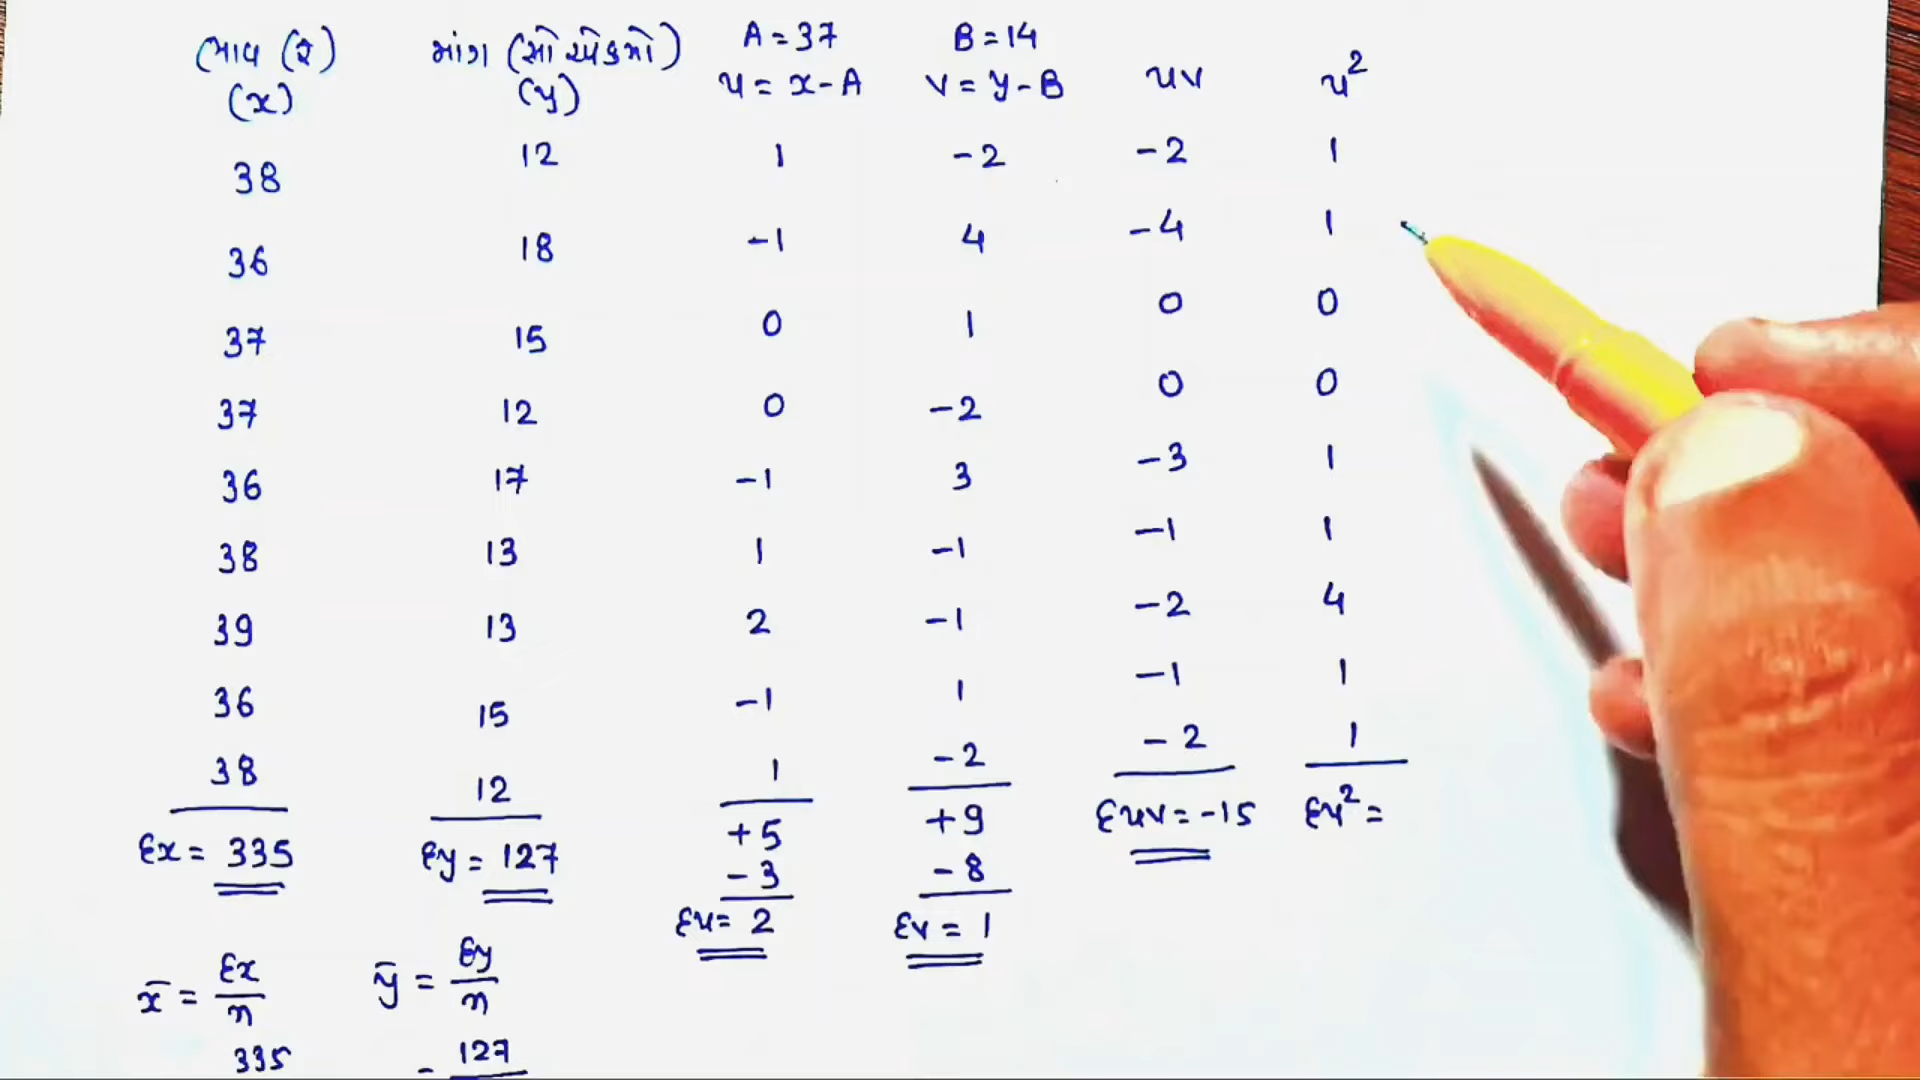 ભાવ (₹) માંગ (સો એકમો) A = 37 B = 14
(x) (y) u = x - A v = y - B uv u²
38 12 1 -2 -2 1
36 18 -1 4 -4 1
37 15 0 1 0 0
37 12 0 -2 0 0
36 17 -1 3 -3 1
38 13 1 -1 -1 1
39 13 2 -1 -2 4
36 15 -1 1 -1 1
38 12 1 -2 -2 1
Σx = 335 Σy = 127 +5 +9 Σuv = -15 Σu² =
-3 -8
Σu = 2 Σv = 1
x̄ = Σx/n ȳ = Σy/n
335 = 127